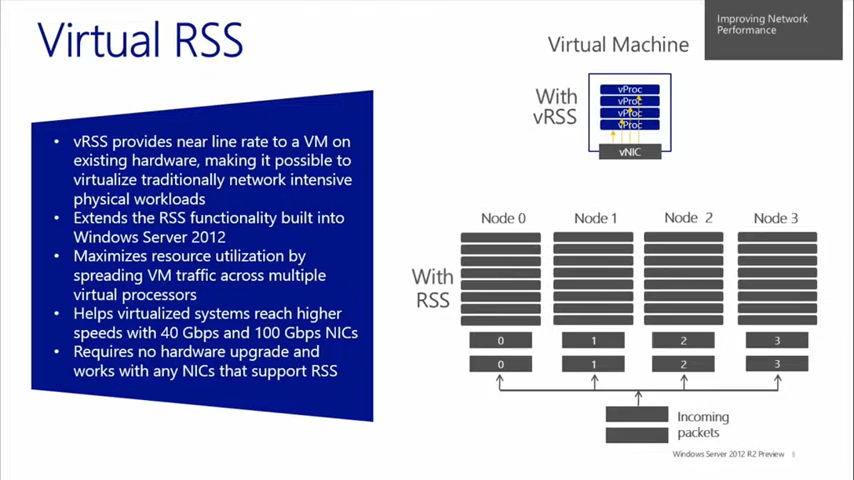 Virtual RSS
Improving Network
Performance
• vRSS provides near line rate to a VM on
existing hardware, making it possible to
virtualize traditionally network intensive
physical workloads
• Extends the RSS functionality built into
Windows Server 2012
• Maximizes resource utilization by
spreading VM traffic across multiple
virtual processors
• Helps virtualized systems reach higher
speeds with 40 Gbps and 100 Gbps NICs
• Requires no hardware upgrade and
works with any NICs that support RSS
Virtual Machine
With
vRSS
vProc
vProc
vProc
vProc
vNIC
Node 0 Node 1 Node 2 Node 3
With
RSS
0 1 2 3
0 1 2 3
Incoming
packets
Windows Server 2012 R2 Preview